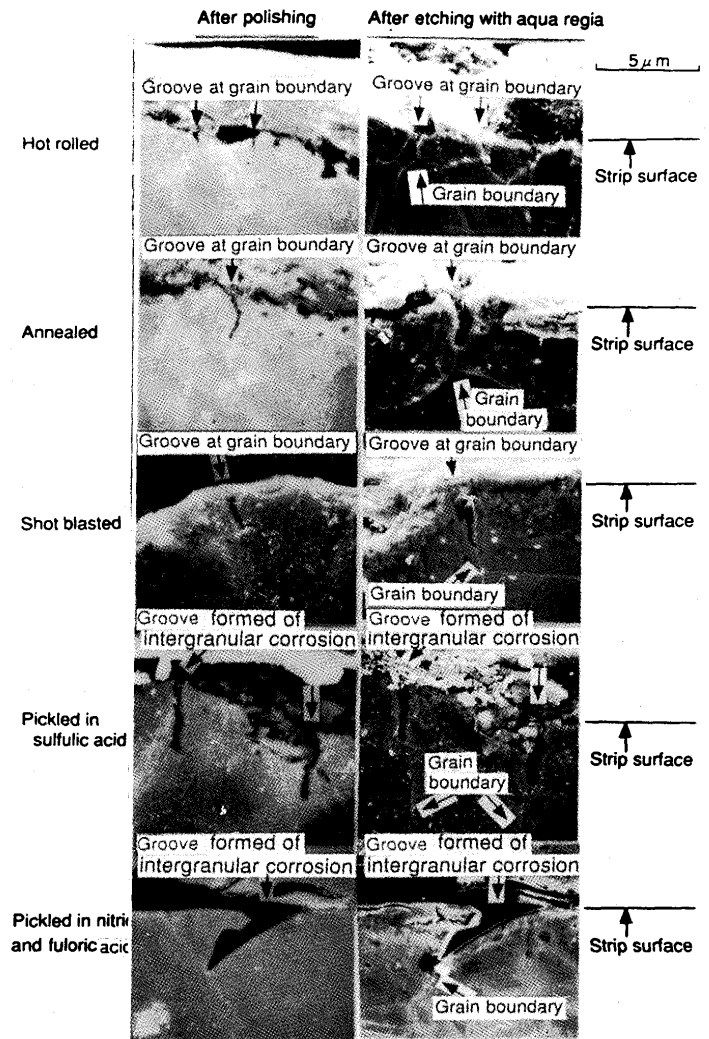 After polishing
After etching with aqua regia
5 μm
Groove at grain boundary
Groove at grain boundary
Hot rolled
Grain boundary
Strip surface
Groove at grain boundary
Groove at grain boundary
Annealed
Grain
boundary
Strip surface
Groove at grain boundary
Groove at grain boundary
Shot blasted
Grain boundary
Strip surface
Groove formed of
intergranular corrosion
Groove formed of
intergranular corrosion
Pickled in
sulfulic acid
Grain
boundary
Strip surface
Groove formed of
intergranular corrosion
Groove formed of
intergranular corrosion
Pickled in nitric
and fuloric acid
Grain boundary
Strip surface